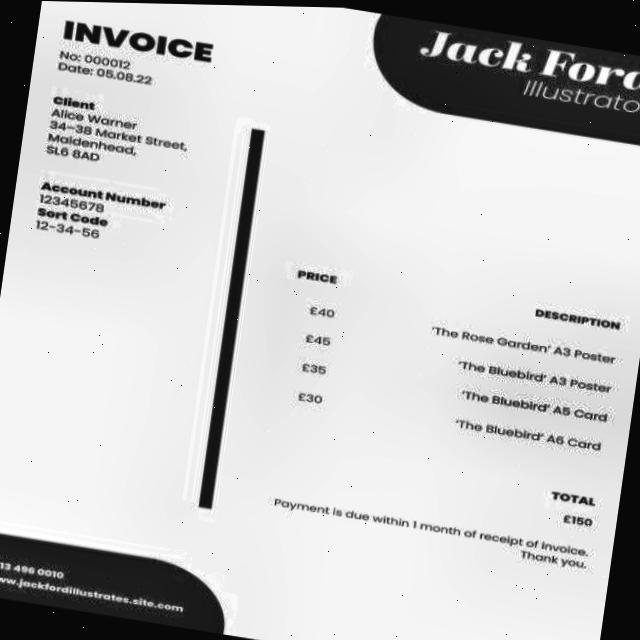 INVOICE
No: 000012
Date: 05.08.22
Jack Ford
Client
Alice Warner
34-38 Market Street,
Maidenhead,
SL6 8AD
Account Number
12345678
Sort Code
12-34-56
PRICE DESCRIPTION
£40 'The Rose Garden' A3 Poster
£45 'The Bluebird' A3 Poster
£35 'The Bluebird' A5 Card
£30 'The Bluebird' A6 Card
TOTAL
£150
Payment is due within 1 month of receipt of invoice.
Thank you.
13 496 0010
ww.jackfordillustrates.site.com